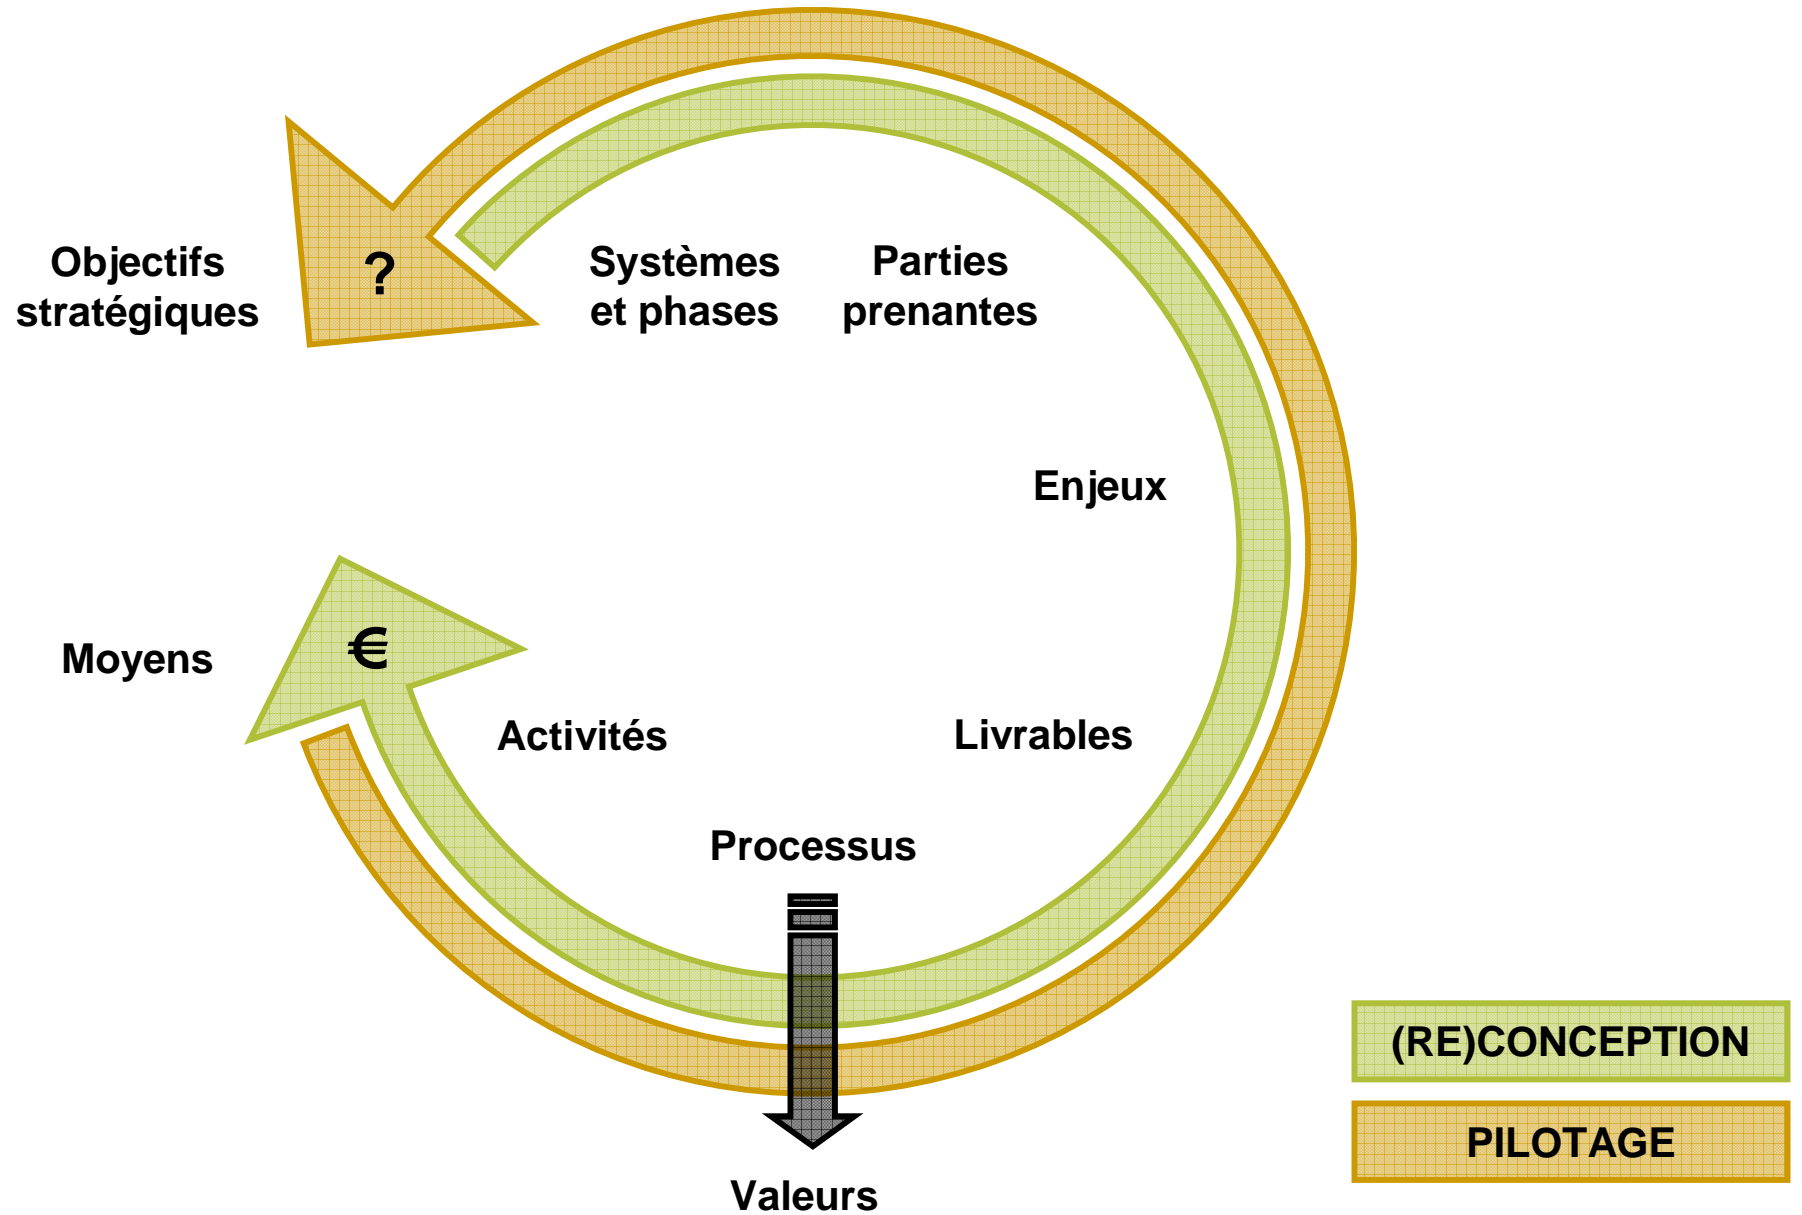 Objectifs
stratégiques
?
Systèmes
et phases
Parties
prenantes
Enjeux
Moyens
€
Activités
Livrables
Processus
Valeurs
(RE)CONCEPTION
PILOTAGE